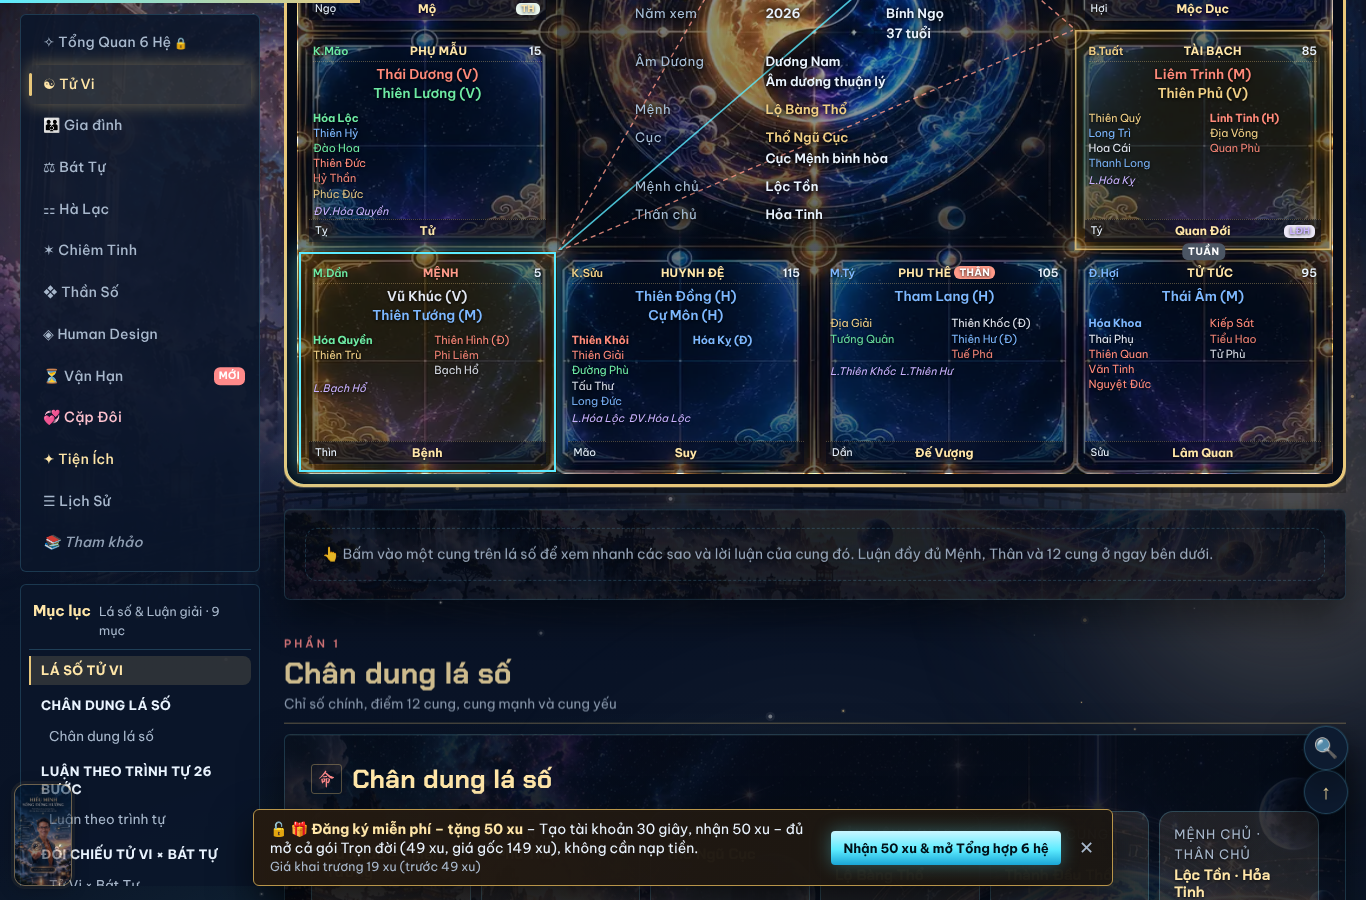 ✧ Tổng Quan 6 Hệ 🔒
☯ Tử Vi
👪 Gia đình
⚖ Bát Tự
⚏ Hà Lạc
✶ Chiêm Tinh
❖ Thần Số
◈ Human Design
⏳ Vận Hạn MỚI
💞 Cặp Đôi
✦ Tiện Ích
☰ Lịch Sử
📚 Tham khảo
Mục lục Lá số & Luận giải · 9 mục
LÁ SỐ TỬ VI
CHÂN DUNG LÁ SỐ
Chân dung lá số
LUẬN THEO TRÌNH TỰ 26
BƯỚC
Luận theo trình tự
ĐỐI CHIẾU TỬ VI × BÁT TỰ
Tử Vi × Bát Tự
Ngọ Mộ TH
K.Mão PHỤ MẪU 15
Thái Dương (V)
Thiên Lương (V)
Hóa Lộc
Thiên Hỷ
Đào Hoa
Thiên Đức
Hỷ Thần
Phúc Đức
ĐV.Hóa Quyền
Tỵ Tử
Năm xem 2026 Bính Ngọ
37 tuổi
Âm Dương Dương Nam
Âm dương thuận lý
Mệnh Lộ Bàng Thổ
Cục Thổ Ngũ Cục
Cục Mệnh bình hòa
Mệnh chủ Lộc Tồn
Thần chủ Hỏa Tinh
Hợi Mộc Dục
B.Tuất TÀI BẠCH 85
Liêm Trinh (M)
Thiên Phủ (V)
Thiên Quý
Long Trì
Hoa Cái
Thanh Long
L.Hóa Kỵ
Linh Tinh (H)
Địa Võng
Quan Phù
Tý Quan Đới LĐH
TUẦN
M.Dần MỆNH 5
Vũ Khúc (V)
Thiên Tướng (M)
Hóa Quyền
Thiên Trù
Thiên Hình (Đ)
Phi Liêm
Bạch Hổ
L.Bạch Hổ
Thìn Bệnh
K.Sửu HUYNH ĐỆ 115
Thiên Đồng (H)
Cự Môn (H)
Thiên Khôi
Thiên Giải
Đường Phù
Tấu Thư
Long Đức
Hóa Kỵ (Đ)
L.Hóa Lộc ĐV.Hóa Lộc
Mão Suy
M.Tý PHU THÊ THÂN 105
Tham Lang (H)
Địa Giải
Tướng Quân
Thiên Khốc (Đ)
Thiên Hư (Đ)
Tuế Phá
L.Thiên Khốc L.Thiên Hư
Dần Đế Vượng
Đ.Hợi TỬ TỨC 95
Thái Âm (M)
Hóa Khoa
Thai Phụ
Thiên Quan
Văn Tinh
Nguyệt Đức
Kiếp Sát
Tiểu Hao
Tử Phù
Sửu Lâm Quan
👆 Bấm vào một cung trên lá số để xem nhanh các sao và lời luận của cung đó. Luận đầy đủ Mệnh, Thân và 12 cung ở ngay bên dưới.
PHẦN 1
Chân dung lá số
Chỉ số chính, điểm 12 cung, cung mạnh và cung yếu
命 Chân dung lá số
🔍
↑
MỆNH CHỦ ·
THÂN CHỦ
Lộc Tồn · Hỏa
Tinh
🔓 🎁 Đăng ký miễn phí – tặng 50 xu – Tạo tài khoản 30 giây, nhận 50 xu – đủ
mở cả gói Trọn đời (49 xu, giá gốc 149 xu), không cần nạp tiền.
Giá khai trương 19 xu (trước 49 xu)
Nhận 50 xu & mở Tổng hợp 6 hệ ✕